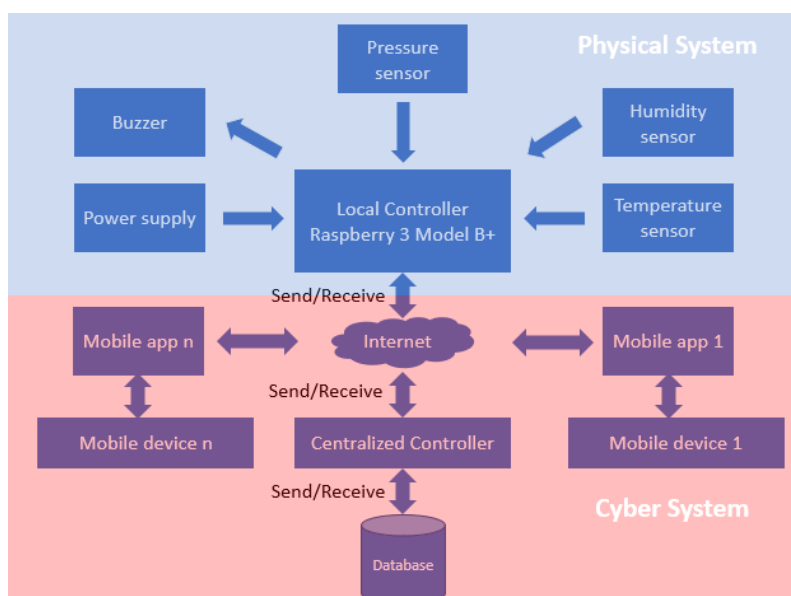 Physical System
Pressure
sensor
Buzzer
Humidity
sensor
Power supply
Local Controller
Raspberry 3 Model B+
Temperature
sensor
Send/Receive
Mobile app n
Internet
Mobile app 1
Send/Receive
Mobile device n
Centralized Controller
Mobile device 1
Send/Receive
Cyber System
Database